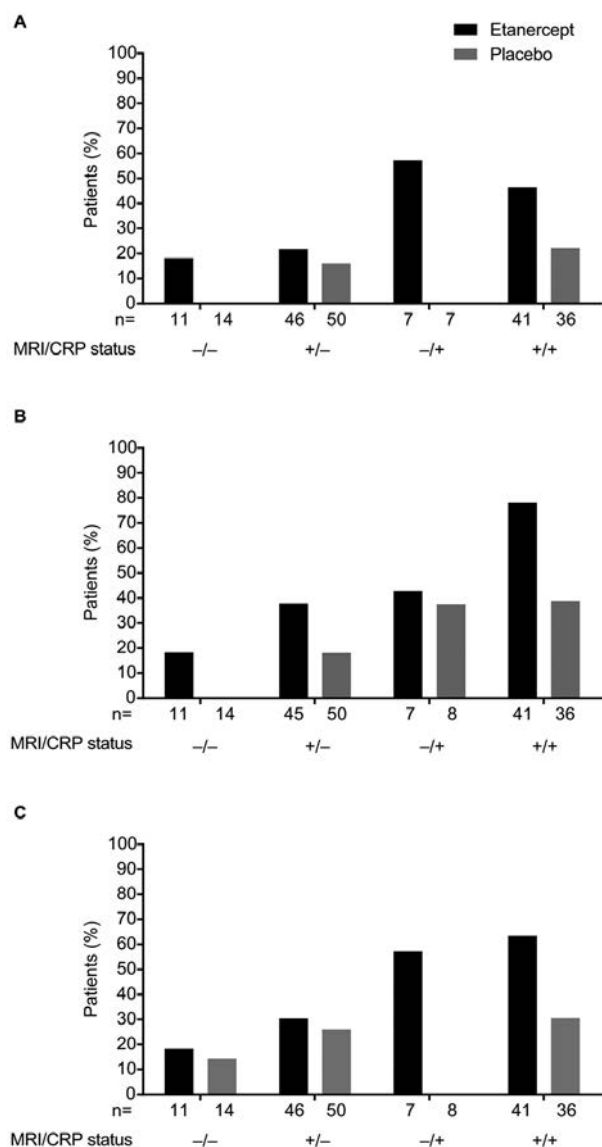 A
Etanercept
Placebo
Patients (%)
100
90
80
70
60
50
40
30
20
10
0
n= 11 14 46 50 7 7 41 36
MRI/CRP status –/– +/– –/+ +/+
B
Patients (%)
100
90
80
70
60
50
40
30
20
10
0
n= 11 14 45 50 7 8 41 36
MRI/CRP status –/– +/– –/+ +/+
C
Patients (%)
100
90
80
70
60
50
40
30
20
10
0
n= 11 14 46 50 7 8 41 36
MRI/CRP status –/– +/– –/+ +/+